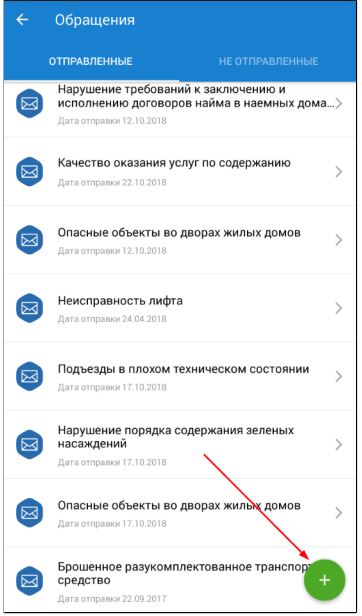 Обращения
ОТПРАВЛЕННЫЕ
НЕ ОТПРАВЛЕННЫЕ
Нарушение требований к заключению и
исполнению договоров найма в наемных дома...
Дата отправки 12.10.2018
Качество оказания услуг по содержанию
Дата отправки 22.10.2018
Опасные объекты во дворах жилых домов
Дата отправки 12.10.2018
Неисправность лифта
Дата отправки 24.04.2018
Подъезды в плохом техническом состоянии
Дата отправки 17.10.2018
Нарушение порядка содержания зеленых
насаждений
Дата отправки 17.10.2018
Опасные объекты во дворах жилых домов
Дата отправки 17.10.2018
Брошенное разукомплектованное транспорт
средство
Дата отправки 22.09.2017